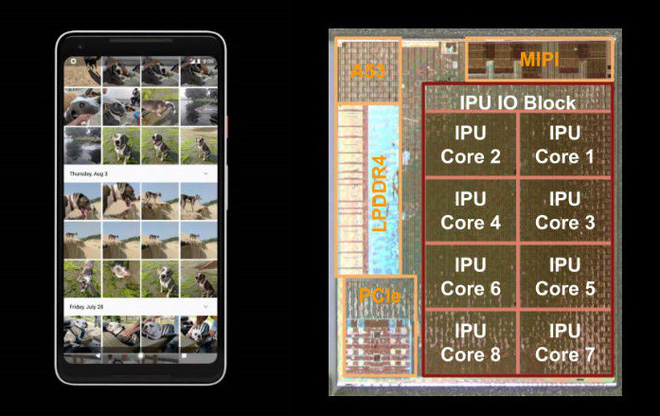 Thursday, Aug 3
Friday, July 28
A53
MIPI
IPU IO Block
IPU
Core 2
IPU
Core 1
LPDDR4
IPU
Core 4
IPU
Core 3
IPU
Core 6
IPU
Core 5
PCIe
IPU
Core 8
IPU
Core 7